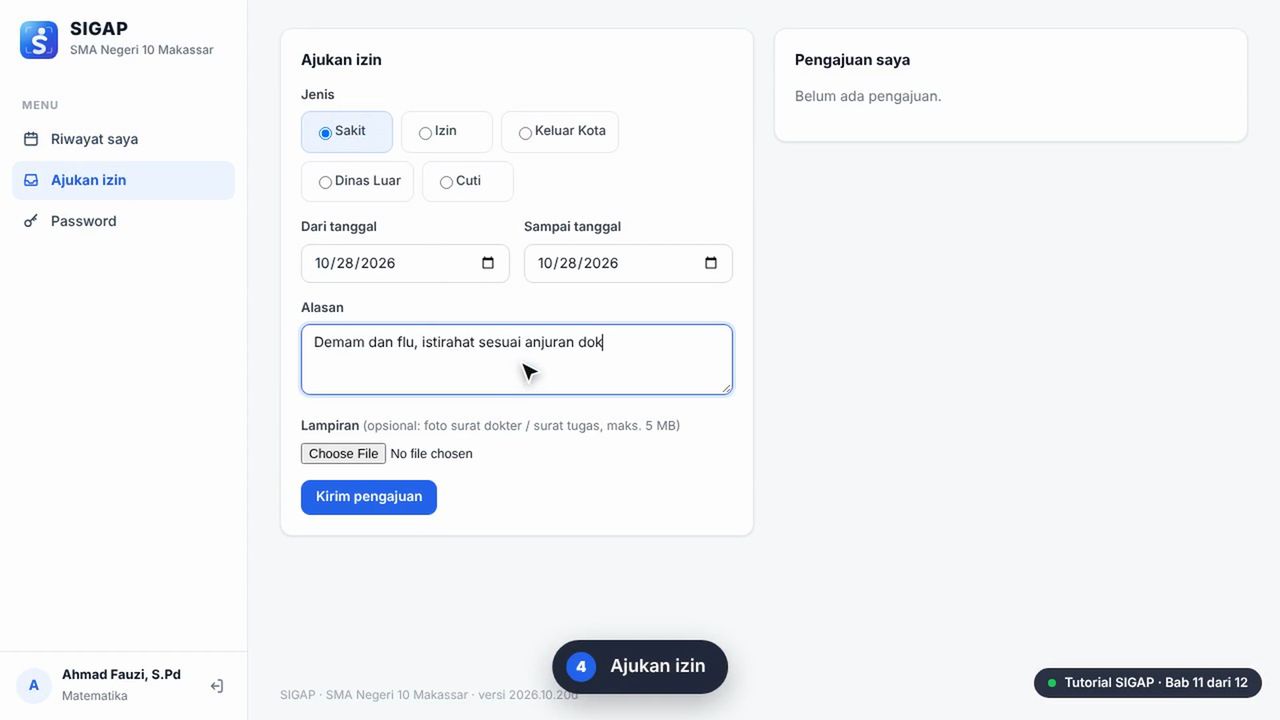 SIGAP
SMA Negeri 10 Makassar
MENU
Riwayat saya
Ajukan izin
Password
A
Ahmad Fauzi, S.Pd
Matematika
Ajukan izin
Jenis
Sakit
Izin
Keluar Kota
Dinas Luar
Cuti
Dari tanggal
Sampai tanggal
10/28/2026
10/28/2026
Alasan
Demam dan flu, istirahat sesuai anjuran dok
Lampiran (opsional: foto surat dokter / surat tugas, maks. 5 MB)
Choose File No file chosen
Kirim pengajuan
Pengajuan saya
Belum ada pengajuan.
SIGAP · SMA Negeri 10 Makassar · versi 2026.10.20d
4 Ajukan izin
Tutorial SIGAP · Bab 11 dari 12